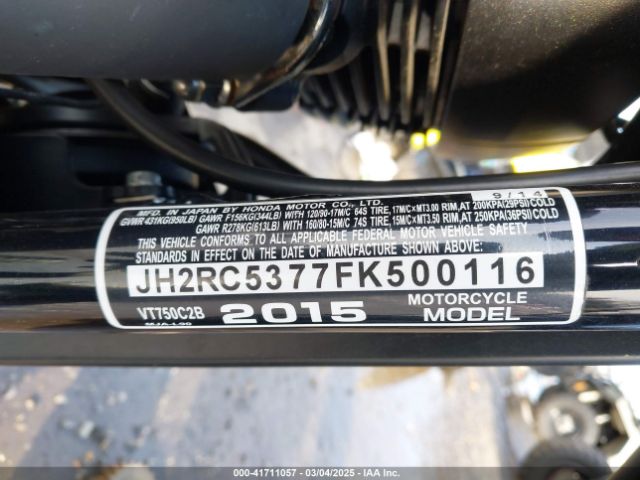 9/14
MFD. IN JAPAN BY HONDA MOTOR CO., LTD.
GVWR 431KG(950LB) GAWR F156KG(344LB) WITH 120/90-17M/C 64S TIRE, 17M/C×MT3.00 RIM, AT 200KPA(29PSI)COLD
GAWR R278KG(613LB) WITH 160/80-15M/C 74S TIRE, 15M/C×MT3.50 RIM, AT 250KPA(36PSI)COLD
THIS VEHICLE CONFORMS TO ALL APPLICABLE FEDERAL MOTOR VEHICLE SAFETY
STANDARDS IN EFFECT ON THE DATE OF MANUFACTURE SHOWN ABOVE.
JH2RC5377FK500116
VT750C2B 2015 MOTORCYCLE
MODEL
MJA-L90
000-41711057 - 03/04/2025 - IAA Inc.